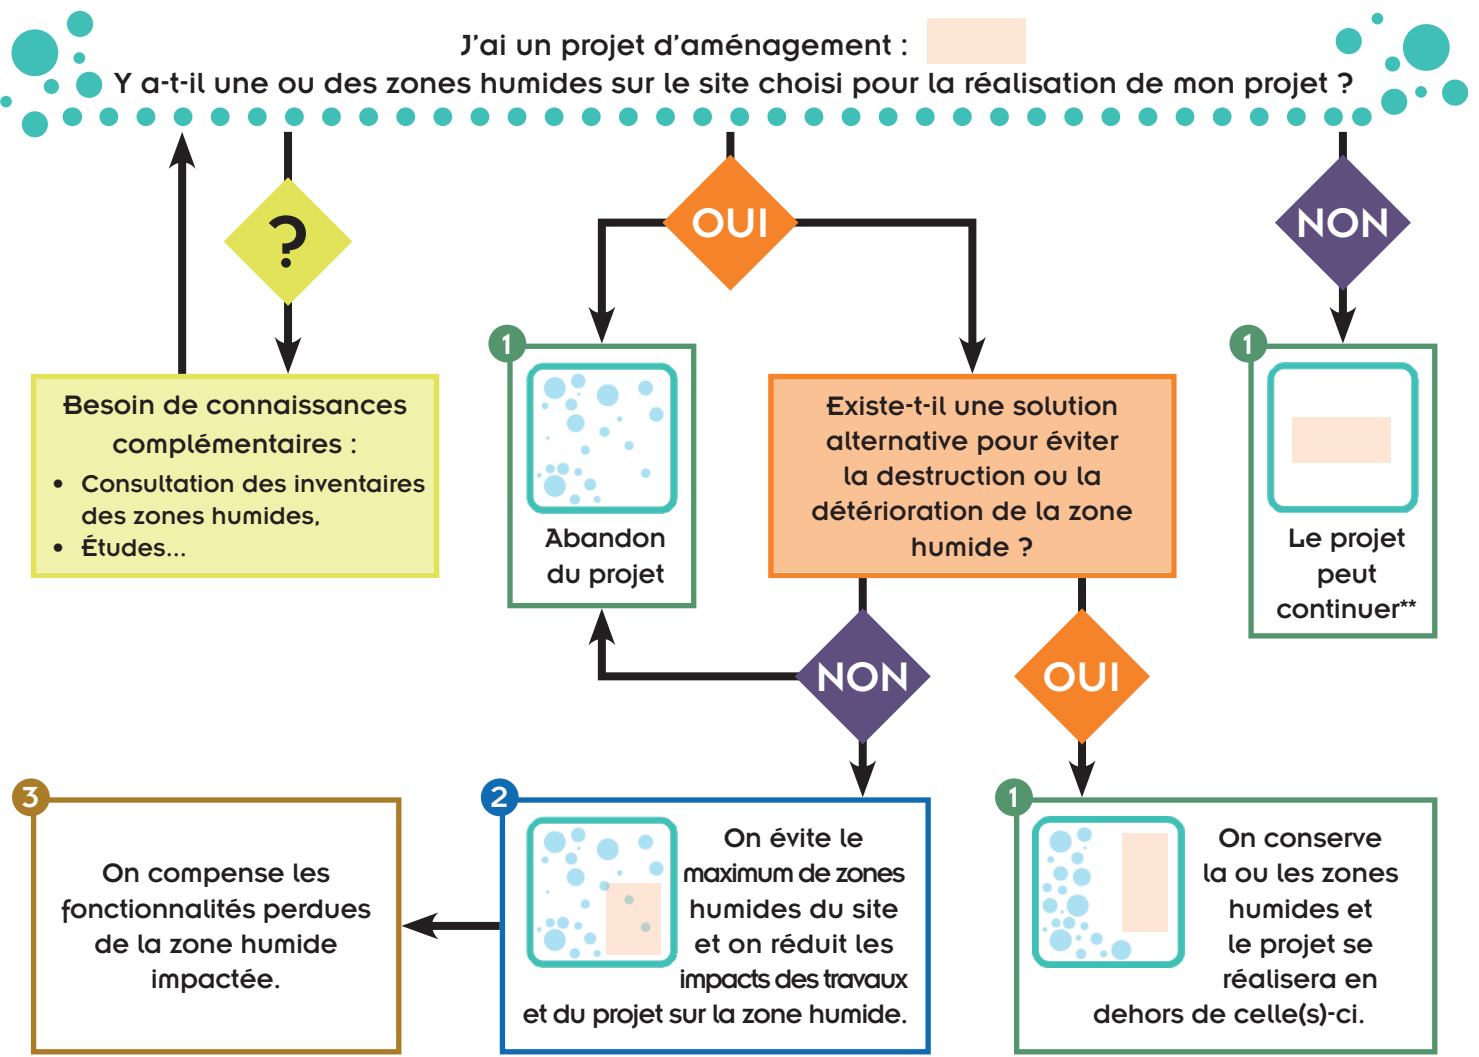 J'ai un projet d'aménagement :
Y a-t-il une ou des zones humides sur le site choisi pour la réalisation de mon projet ?
?
OUI
NON
Besoin de connaissances
complémentaires :
• Consultation des inventaires
des zones humides,
• Études...
1
Abandon
du projet
Existe-t-il une solution
alternative pour éviter
la destruction ou la
détérioration de la zone
humide ?
1
Le projet
peut
continuer**
NON
OUI
3
On compense les
fonctionnalités perdues
de la zone humide
impactée.
2
On évite le
maximum de zones
humides du site
et on réduit les
impacts des travaux
et du projet sur la zone humide.
1
On conserve
la ou les zones
humides et
le projet se
réalisera en
dehors de celle(s)-ci.